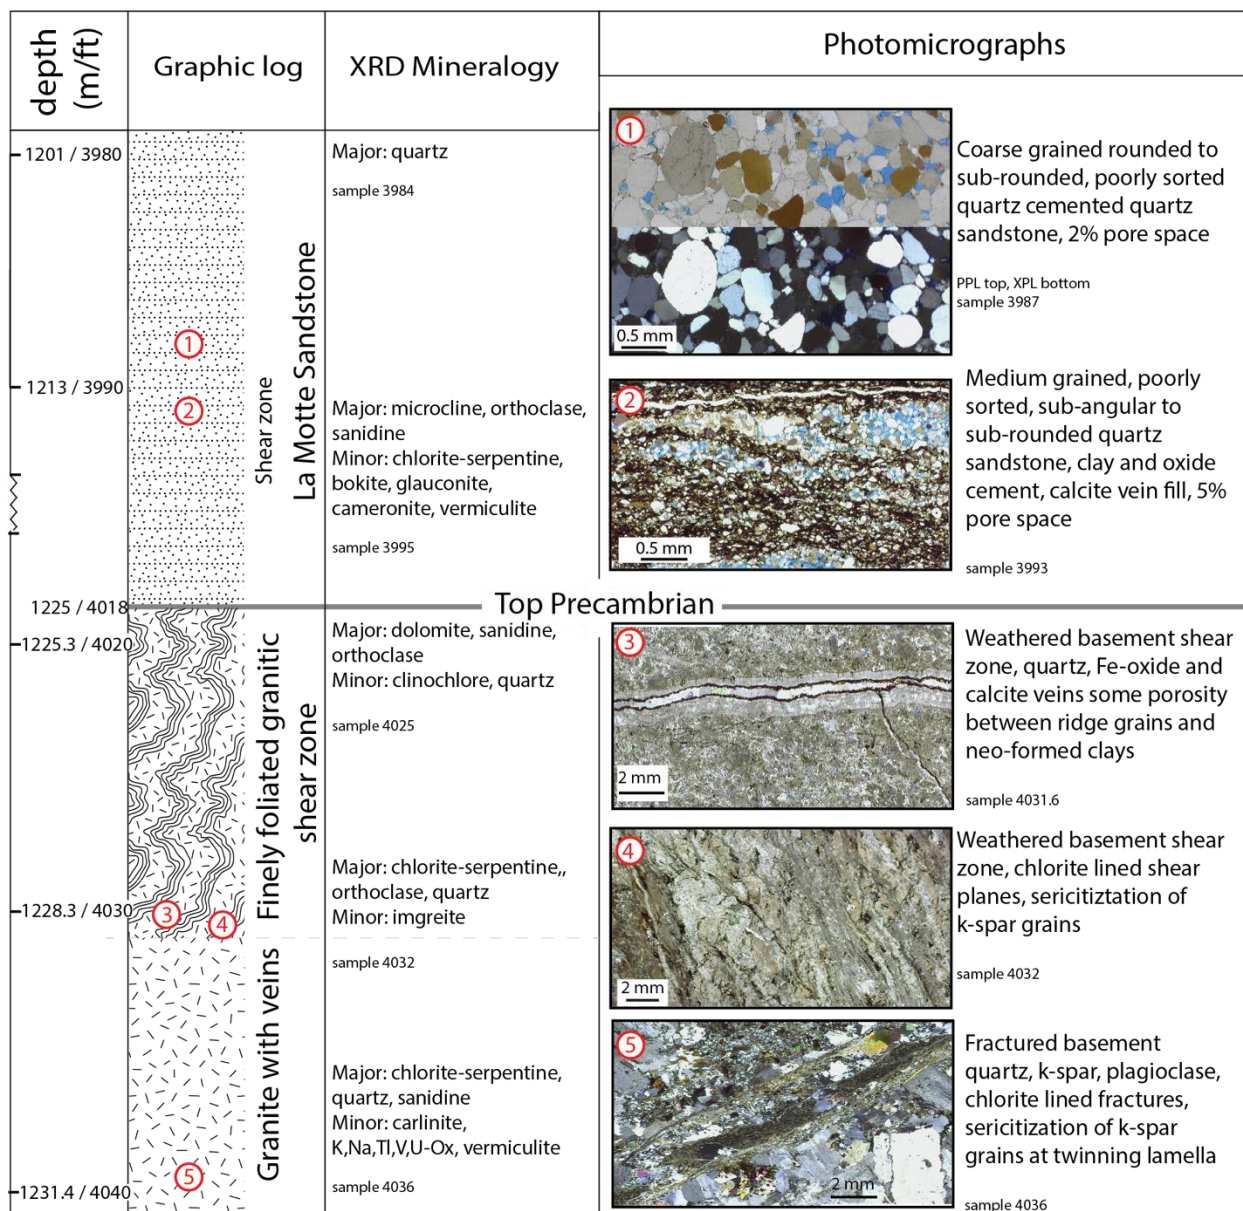 depth
(m/ft)
Graphic log
XRD Mineralogy
Photomicrographs
1201 / 3980
1213 / 3990
1225 / 4018
1225.3 / 4020
1228.3 / 4030
1231.4 / 4040
1
2
3
4
5
Shear zone
La Motte Sandstone
Finely foliated granitic
shear zone
Granite with veins
Major: quartz
sample 3984
Major: microcline, orthoclase,
sanidine
Minor: chlorite-serpentine,
bokite, glauconite,
cameronite, vermiculite
sample 3995
Top Precambrian
Major: dolomite, sanidine,
orthoclase
Minor: clinochlore, quartz
sample 4025
Major: chlorite-serpentine,,
orthoclase, quartz
Minor: imgreite
sample 4032
Major: chlorite-serpentine,
quartz, sanidine
Minor: carlinite,
K,Na,Tl,V,U-Ox, vermiculite
sample 4036
1
0.5 mm
Coarse grained rounded to
sub-rounded, poorly sorted
quartz cemented quartz
sandstone, 2% pore space
PPL top, XPL bottom
sample 3987
2
0.5 mm
Medium grained, poorly
sorted, sub-angular to
sub-rounded quartz
sandstone, clay and oxide
cement, calcite vein fill, 5%
pore space
sample 3993
3
2 mm
Weathered basement shear
zone, quartz, Fe-oxide and
calcite veins some porosity
between ridge grains and
neo-formed clays
sample 4031.6
4
2 mm
Weathered basement shear
zone, chlorite lined shear
planes, sericitiztation of
k-spar grains
sample 4032
5
2 mm
Fractured basement
quartz, k-spar, plagioclase,
chlorite lined fractures,
sericitization of k-spar
grains at twinning lamella
sample 4036